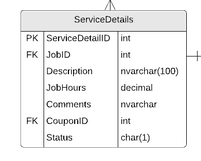 ServiceDetails
PK ServiceDetailID int
FK JobID int
Description nvarchar(100)
JobHours decimal
Comments nvarchar
FK CouponID int
Status char(1)